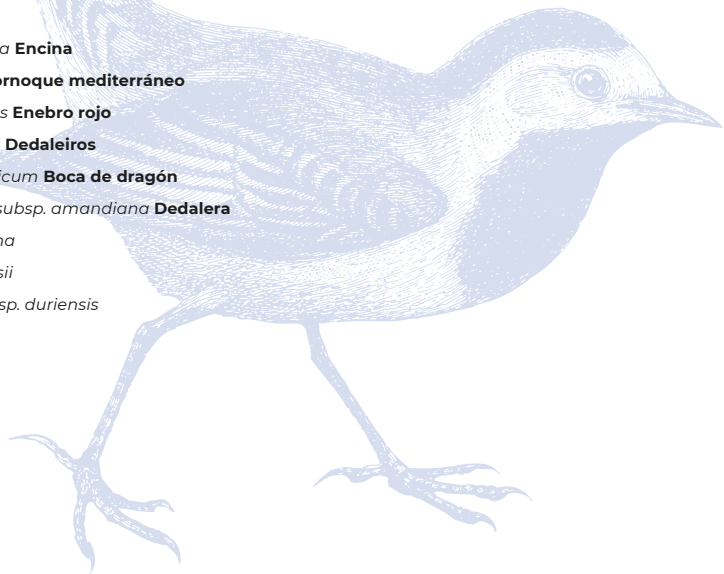 a Encina
ornoque mediterráneo
s Enebro rojo
Dedaleiros
icum Boca de dragón
subsp. amandiana Dedalera
na
sii
sp. duriensis